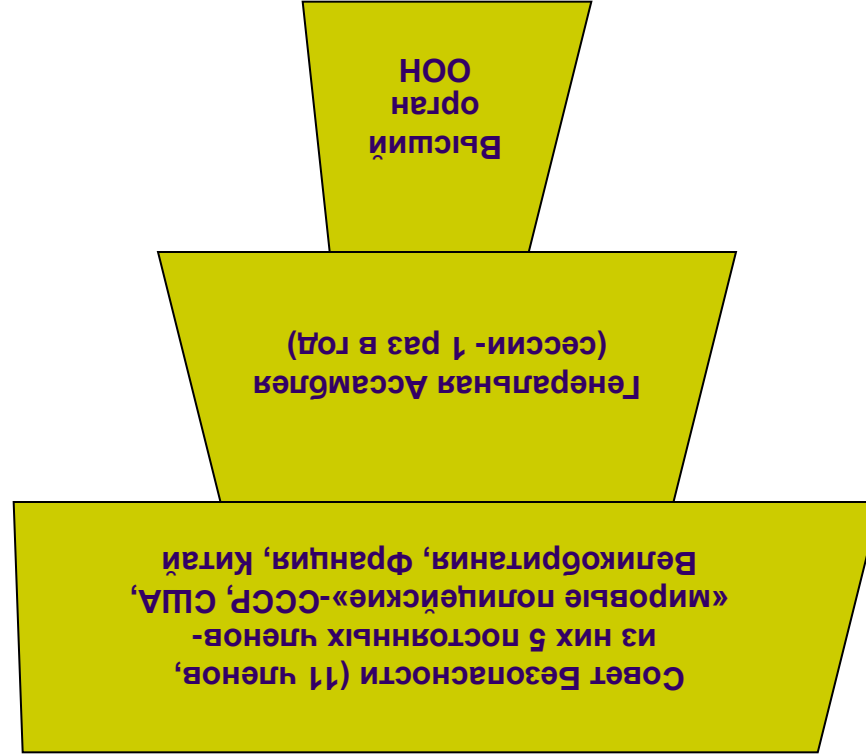 Совет Безопасности (11 членов,
из них 5 постоянных членов-
«мировые полицейские»-СССР, США,
Великобритания, Франция, Китай
Генеральная Ассамблея
(сессии- 1 раз в год)
Высший
орган
ООН